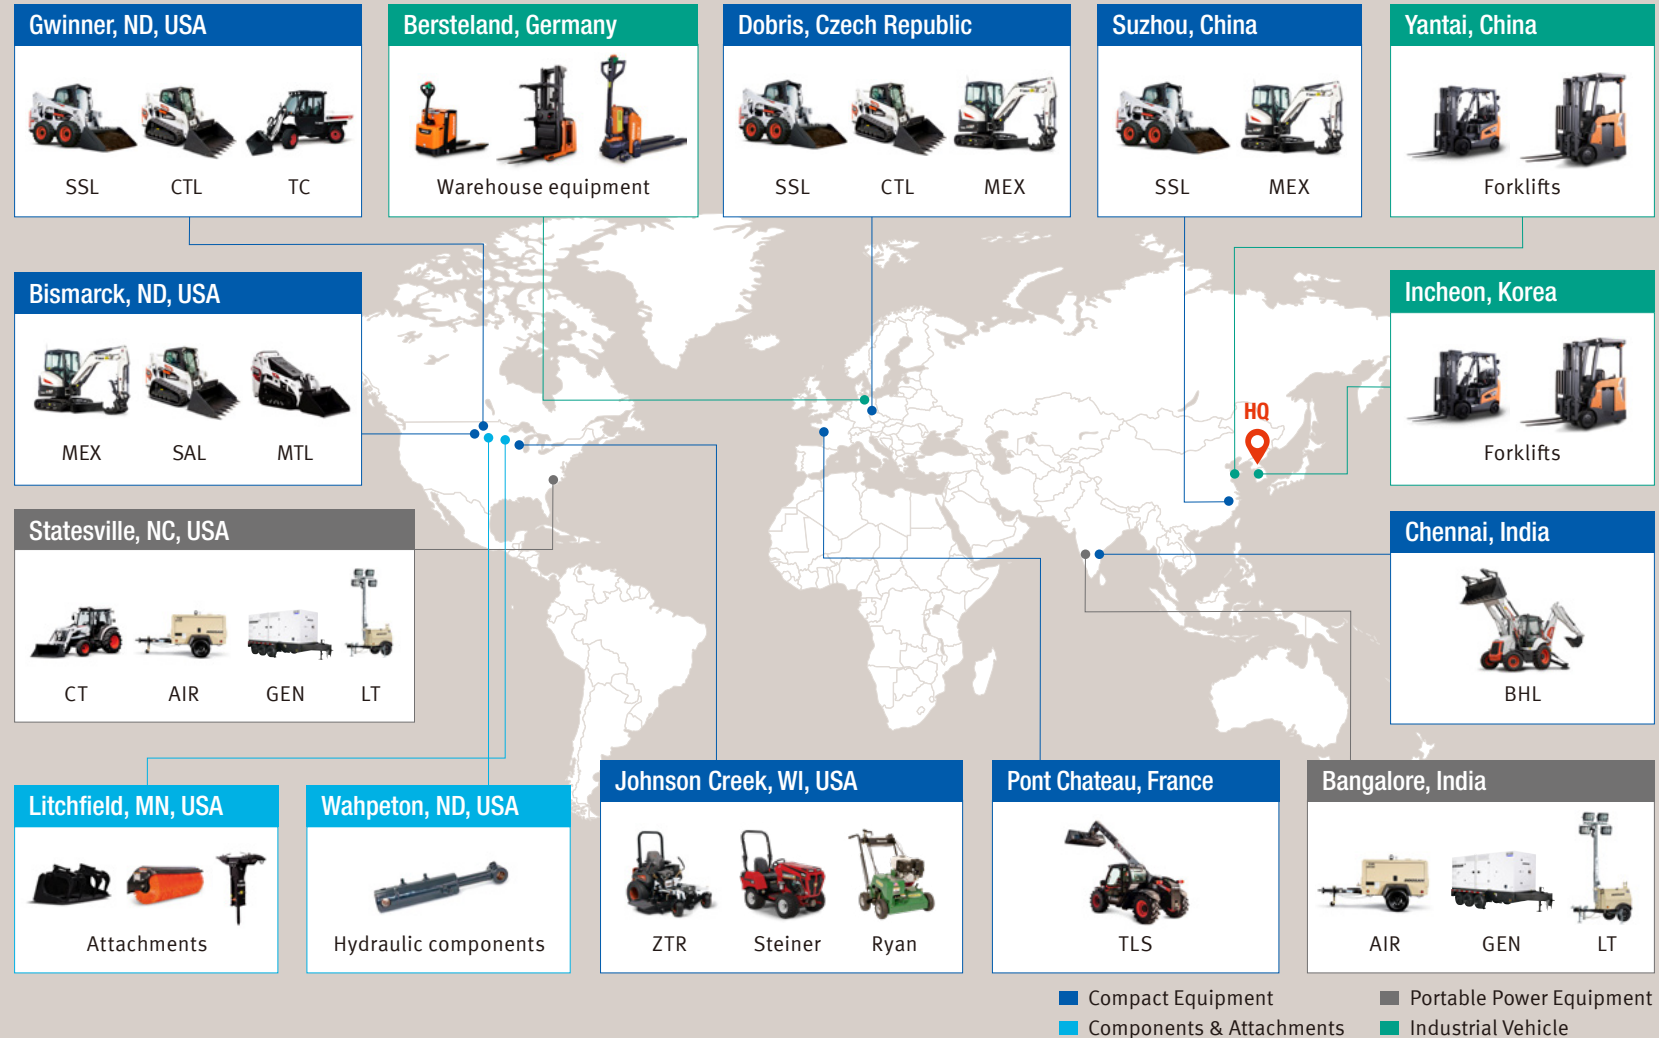 Gwinner, ND, USA
SSL CTL TC
Bersteland, Germany
Warehouse equipment
Dobris, Czech Republic
SSL CTL MEX
Suzhou, China
SSL MEX
Yantai, China
Forklifts
Bismarck, ND, USA
MEX SAL MTL
Incheon, Korea
Forklifts
HQ
Statesville, NC, USA
CT AIR GEN LT
Chennai, India
BHL
Litchfield, MN, USA
Attachments
Wahpeton, ND, USA
Hydraulic components
Johnson Creek, WI, USA
ZTR Steiner Ryan
Pont Chateau, France
TLS
Bangalore, India
AIR GEN LT
Compact Equipment
Portable Power Equipment
Components & Attachments
Industrial Vehicle